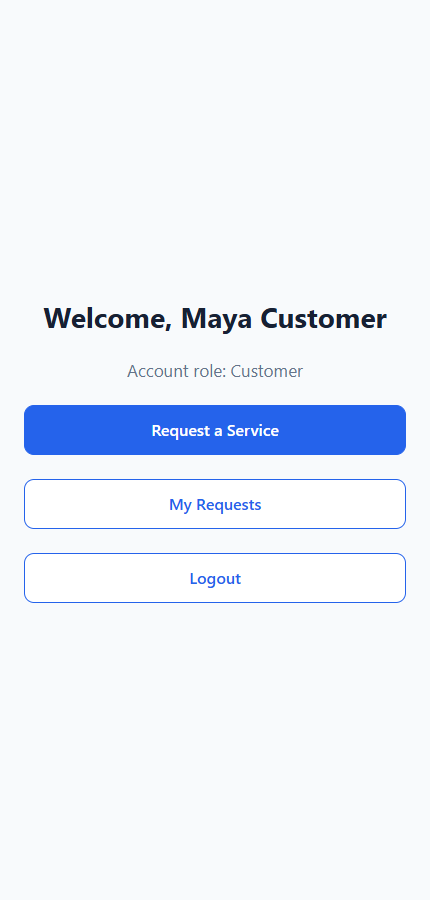 Welcome, Maya Customer
Account role: Customer
Request a Service
My Requests
Logout